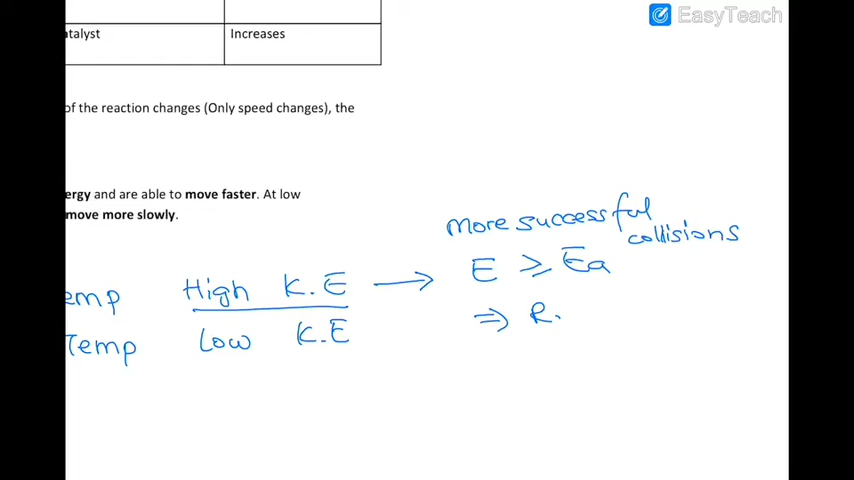 EasyTeach
atalyst Increases
of the reaction changes (Only speed changes), the
ergy and are able to move faster. At low
move more slowly.
more successful
collisions
emp High K.E → E ≥ Ea
Temp Low K.E ⇒ R.